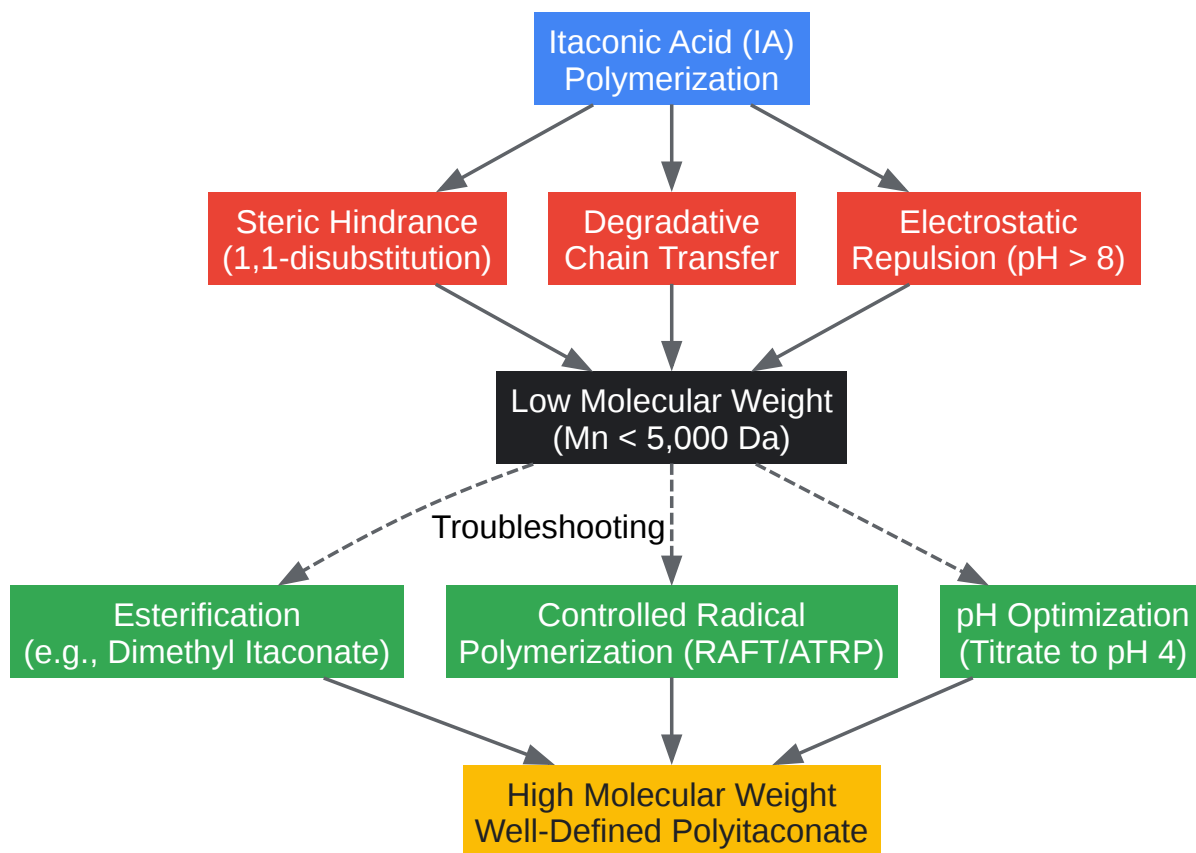 Itaconic Acid (IA)
Polymerization
Steric Hindrance
(1,1-disubstitution)
Degradative
Chain Transfer
Electrostatic
Repulsion (pH > 8)
Low Molecular Weight
(Mn < 5,000 Da)
Troubleshooting
Esterification
(e.g., Dimethyl Itaconate)
Controlled Radical
Polymerization (RAFT/ATRP)
pH Optimization
(Titrate to pH 4)
High Molecular Weight
Well-Defined Polyitaconate